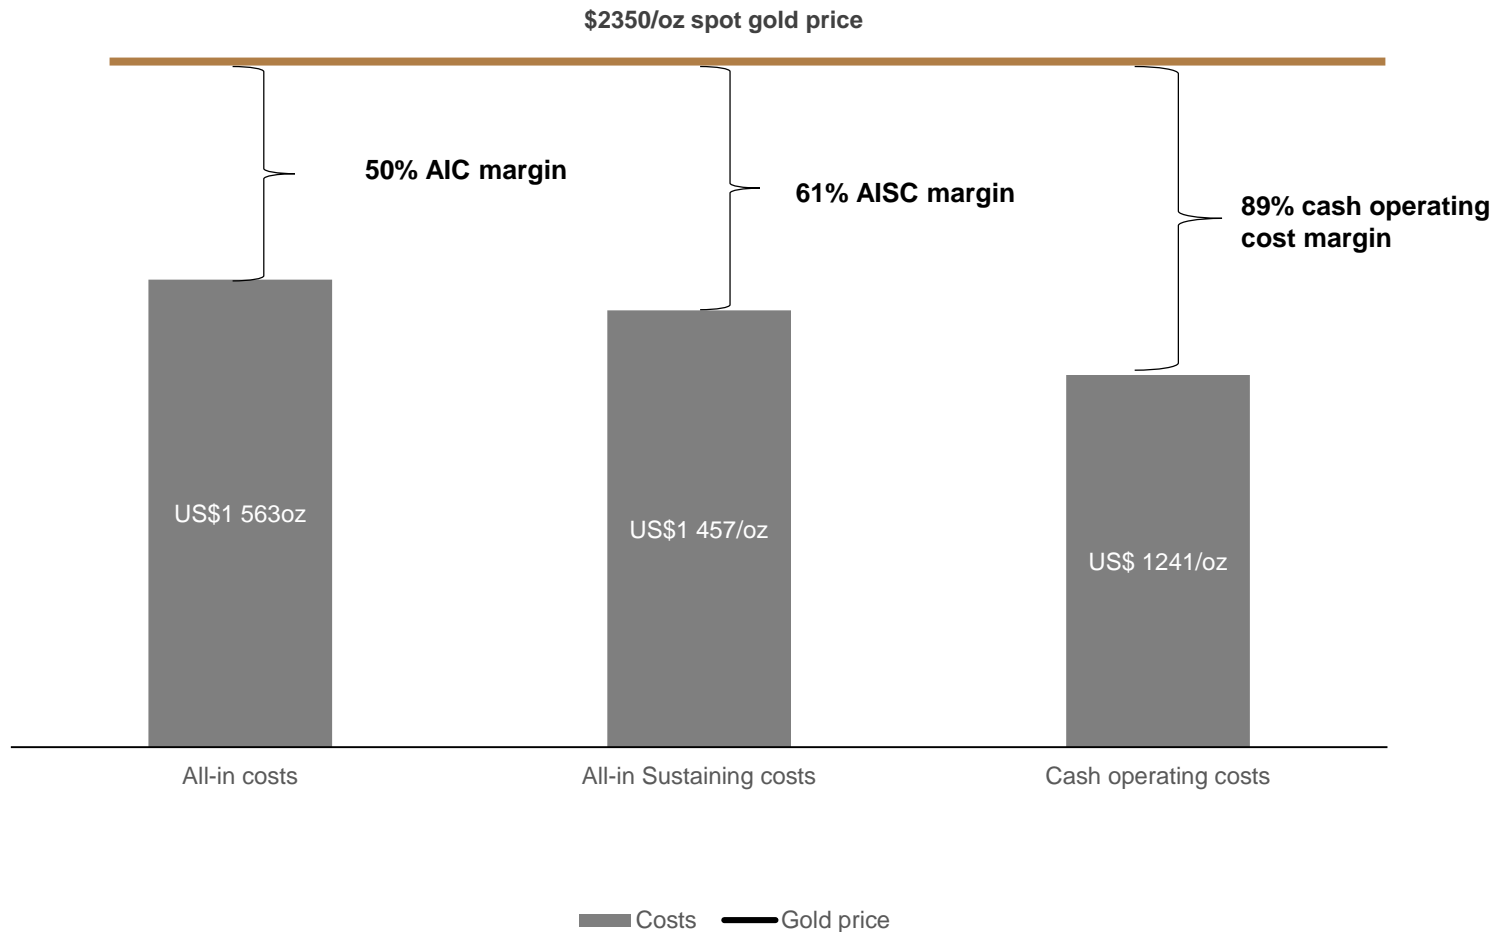 $2350/oz spot gold price
50% AIC margin
61% AISC margin
89% cash operating
cost margin
US$1 563oz
US$1 457/oz
US$ 1241/oz
All-in costs
All-in Sustaining costs
Cash operating costs
Costs
Gold price